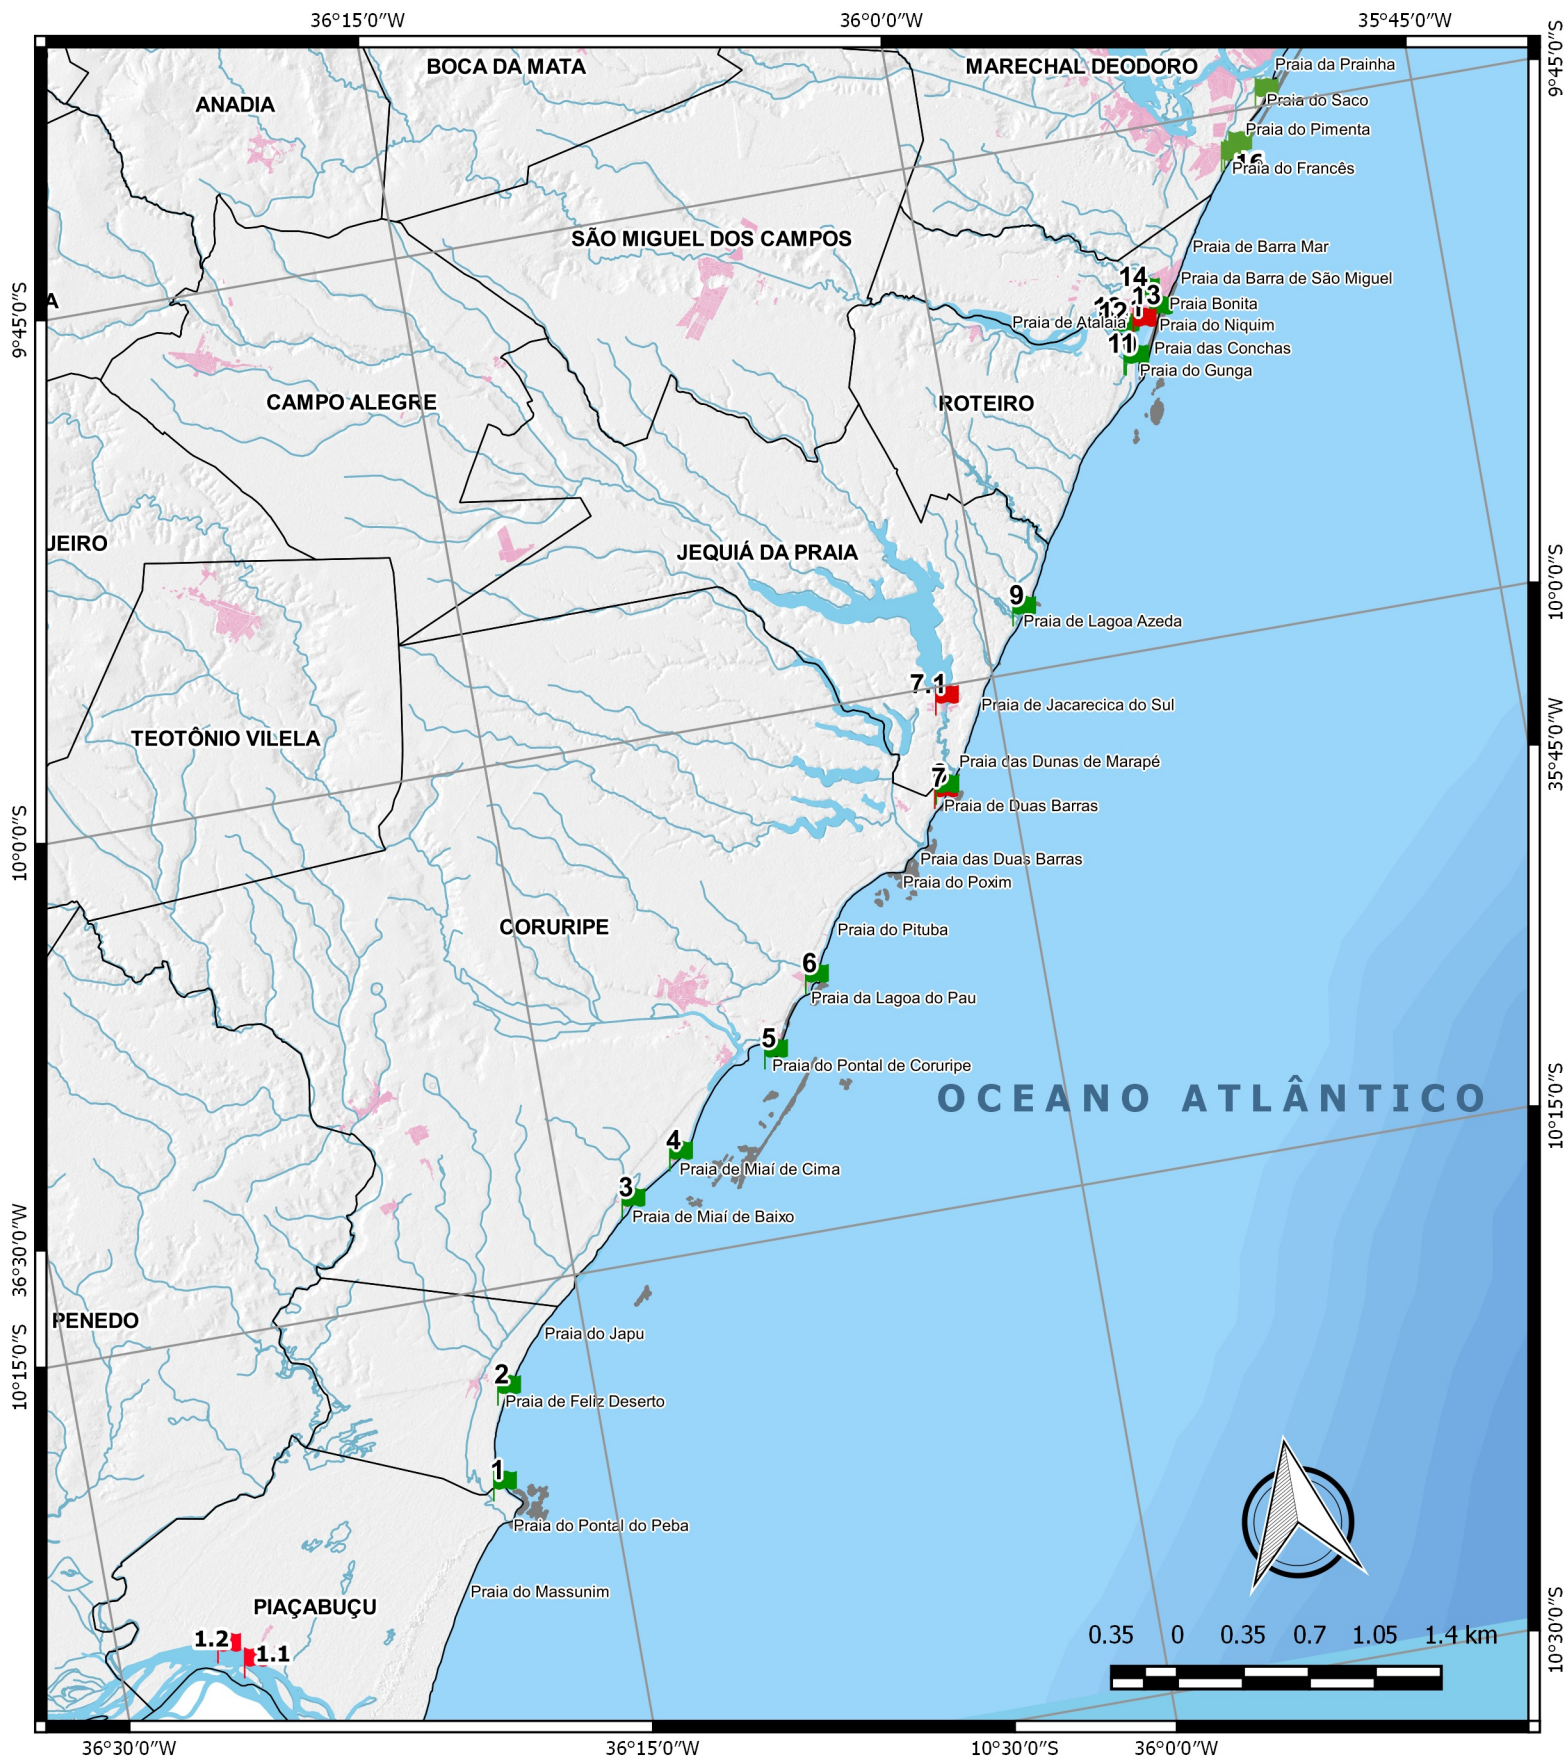 36°15'0"W
36°0'0"W
35°45'0"W
9°45'0"S
BOCA DA MATA
MARECHAL DEODORO
Praia da Prainha
ANADIA
Praia do Saco
Praia do Pimenta
16
Praia do Francês
SÃO MIGUEL DOS CAMPOS
Praia de Barra Mar
14
Praia da Barra de São Miguel
13
A
Praia Bonita
12
Praia de Atalaia
Praia do Niquim
9°45'0"S
11
Praia das Conchas
Praia do Gunga
CAMPO ALEGRE
ROTEIRO
JEIRO
JEQUIÁ DA PRAIA
10°0'0"S
9
Praia de Lagoa Azeda
7.1
Praia de Jacarecica do Sul
35°45'0"W
TEOTÔNIO VILELA
Praia das Dunas de Marapé
7
Praia de Duas Barras
10°0'0"S
Praia das Duas Barras
Praia do Poxim
CORURIPE
Praia do Pituba
6
Praia da Lagoa do Pau
5
Praia do Pontal de Coruripe
OCEANO ATLÂNTICO
10°15'0"S
4
Praia de Miaí de Cima
3
Praia de Miaí de Baixo
36°30'0"W
PENEDO
Praia do Japu
10°15'0"S
2
Praia de Feliz Deserto
1
Praia do Pontal do Peba
Praia do Massunim
PIAÇABUÇU
10°30'0"S
1.2
1.1
0.35 0 0.35 0.7 1.05 1.4 km
36°30'0"W
36°15'0"W
10°30'0"S
36°0'0"W